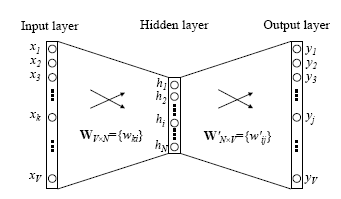 Input layer Hidden layer Output layer
x1 y1
x2 y2
x3 y3
h1
h2
xk hi yj
WV×N={wki} W'N×V={w'ij}
hN
xV yV